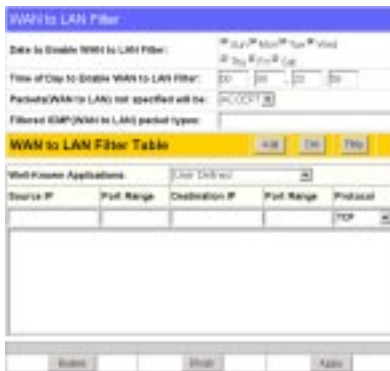 WAN to LAN Filter
Date to Enable WAN to LAN Filter:
Sun Mon Tue Wed
Thu Fri Sat
Time of Day to Enable WAN to LAN Filter:
Packets(WAN to LAN) not specified will be: ACCEPT
Filtered ICMP(WAN to LAN) packet types:
WAN to LAN Filter Table
Add Del
Well-Known Applications User Defined
Source IP Port Range Destination IP Port Range Protocol
TCP
Apply